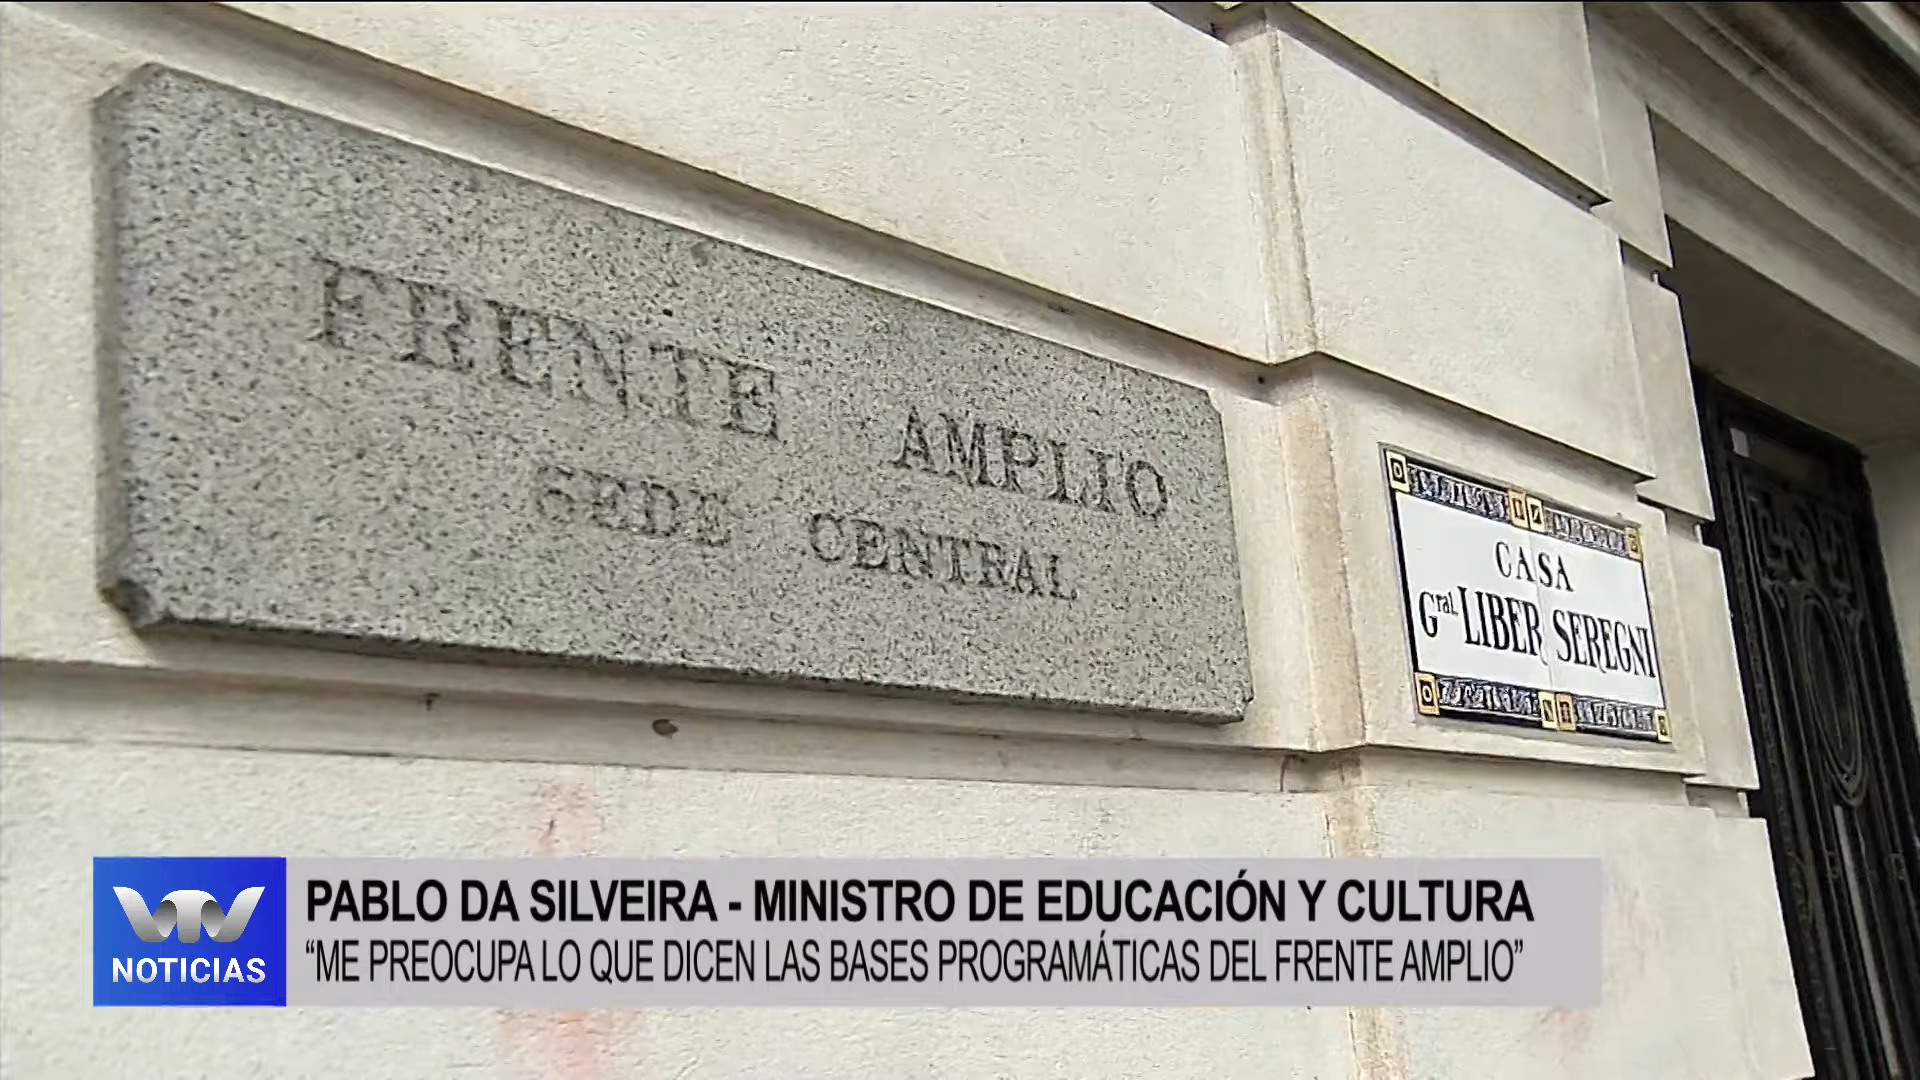 FRENTE AMPLIO
SEDE CENTRAL
CASA
Gral. LIBER SEREGNI
VTV
NOTICIAS
PABLO DA SILVEIRA - MINISTRO DE EDUCACIÓN Y CULTURA
“ME PREOCUPA LO QUE DICEN LAS BASES PROGRAMÁTICAS DEL FRENTE AMPLIO”